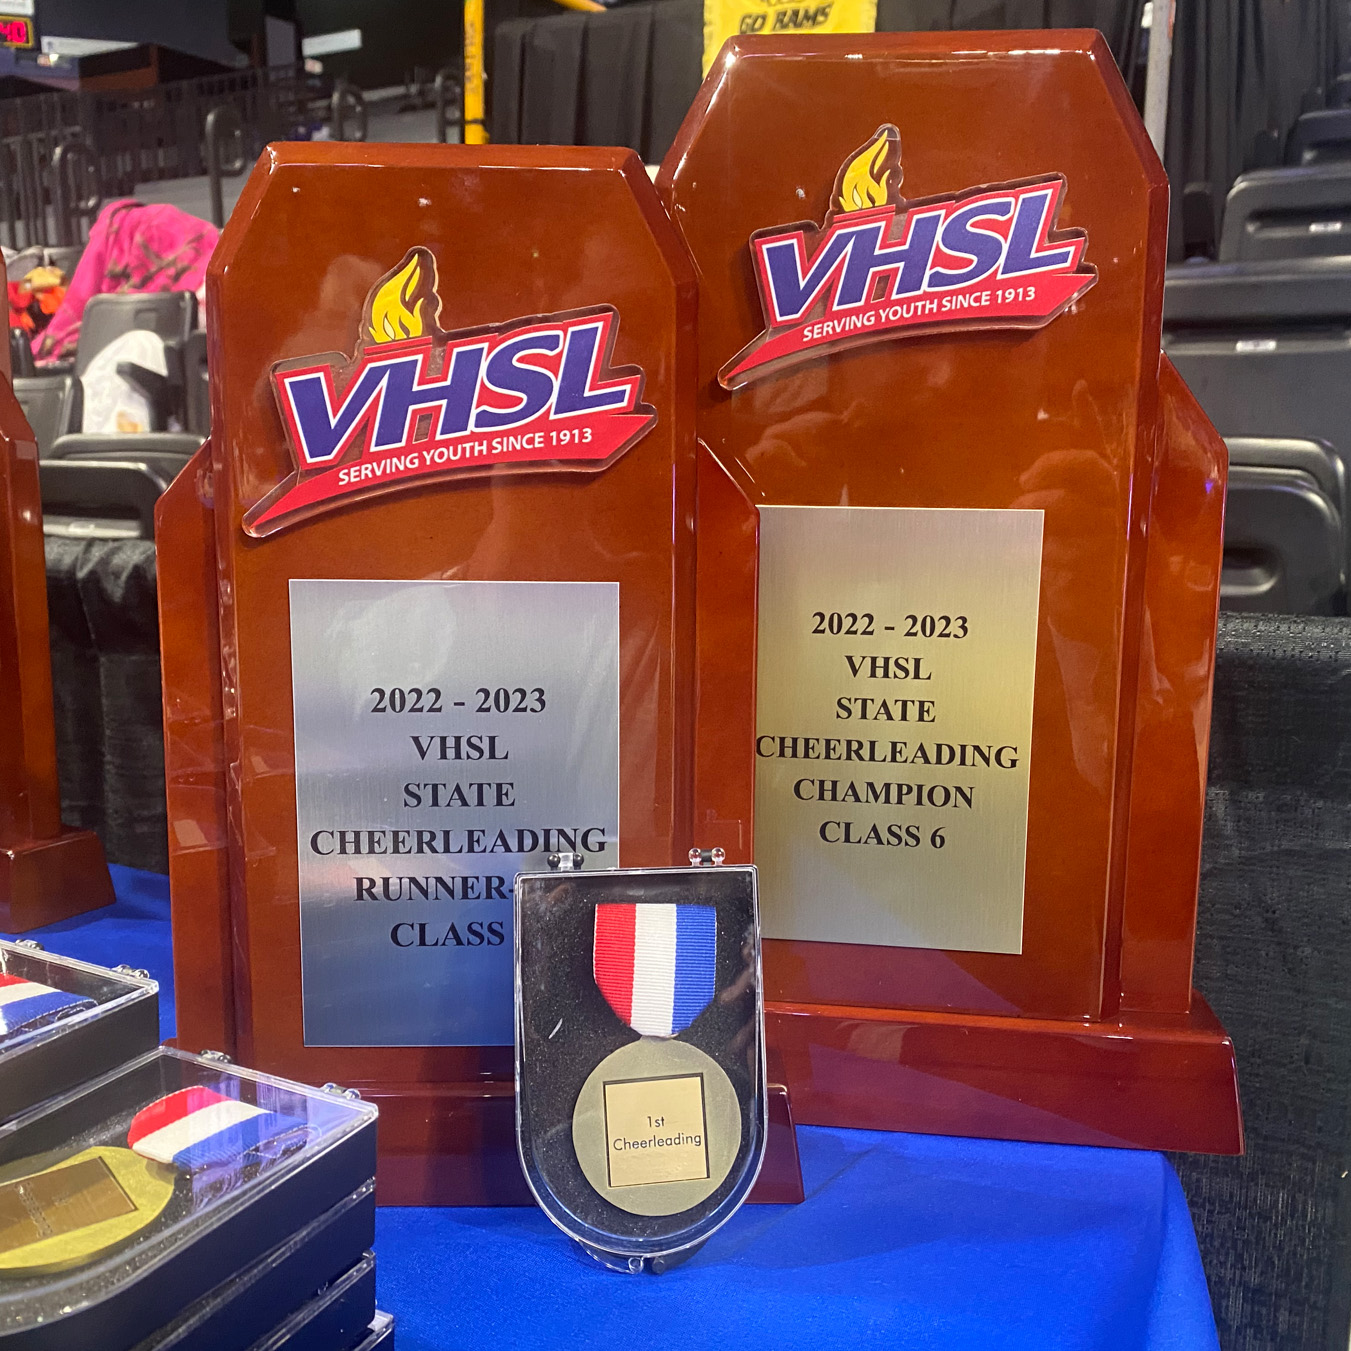 GO RAMS
VHSL
SERVING YOUTH SINCE 1913
2022 - 2023
VHSL
STATE
CHEERLEADING
RUNNER-
CLASS
VHSL
SERVING YOUTH SINCE 1913
2022 - 2023
VHSL
STATE
CHEERLEADING
CHAMPION
CLASS 6
1st
Cheerleading